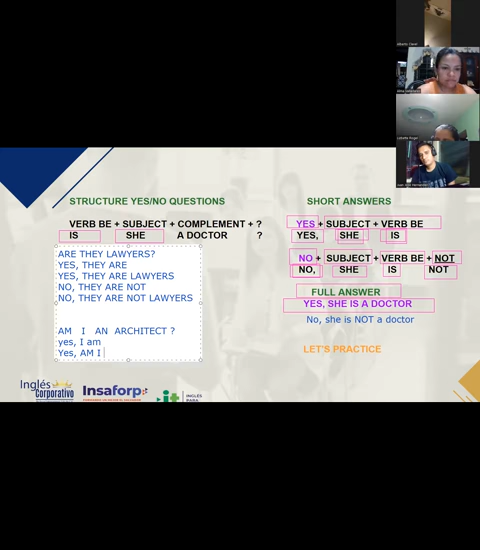 STRUCTURE YES/NO QUESTIONS
VERB BE + SUBJECT + COMPLEMENT + ?
IS SHE A DOCTOR ?
ARE THEY LAWYERS?
YES, THEY ARE
YES, THEY ARE LAWYERS
NO, THEY ARE NOT
NO, THEY ARE NOT LAWYERS
AM I AN ARCHITECT ?
yes, I am
Yes, AM I
SHORT ANSWERS
YES + SUBJECT + VERB BE
YES, SHE IS
NO + SUBJECT + VERB BE + NOT
NO, SHE IS NOT
FULL ANSWER
YES, SHE IS A DOCTOR
No, she is NOT a doctor
LET'S PRACTICE
Inglés
Corporativo
Insaforp
INGLÉS
PARA